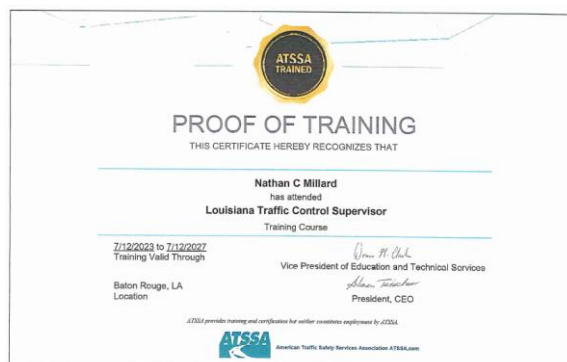 ATSSA
TRAINED
PROOF OF TRAINING
THIS CERTIFICATE HEREBY RECOGNIZES THAT
Nathan C Millard
has attended
Louisiana Traffic Control Supervisor
Training Course
7/12/2023 to 7/12/2027
Training Valid Through
Vice President of Education and Technical Services
Baton Rouge, LA
Location
President, CEO
ATSSA provides training and certification but neither constitutes employment by ATSSA.
ATSSA
American Traffic Safety Services Association ATSSA.com